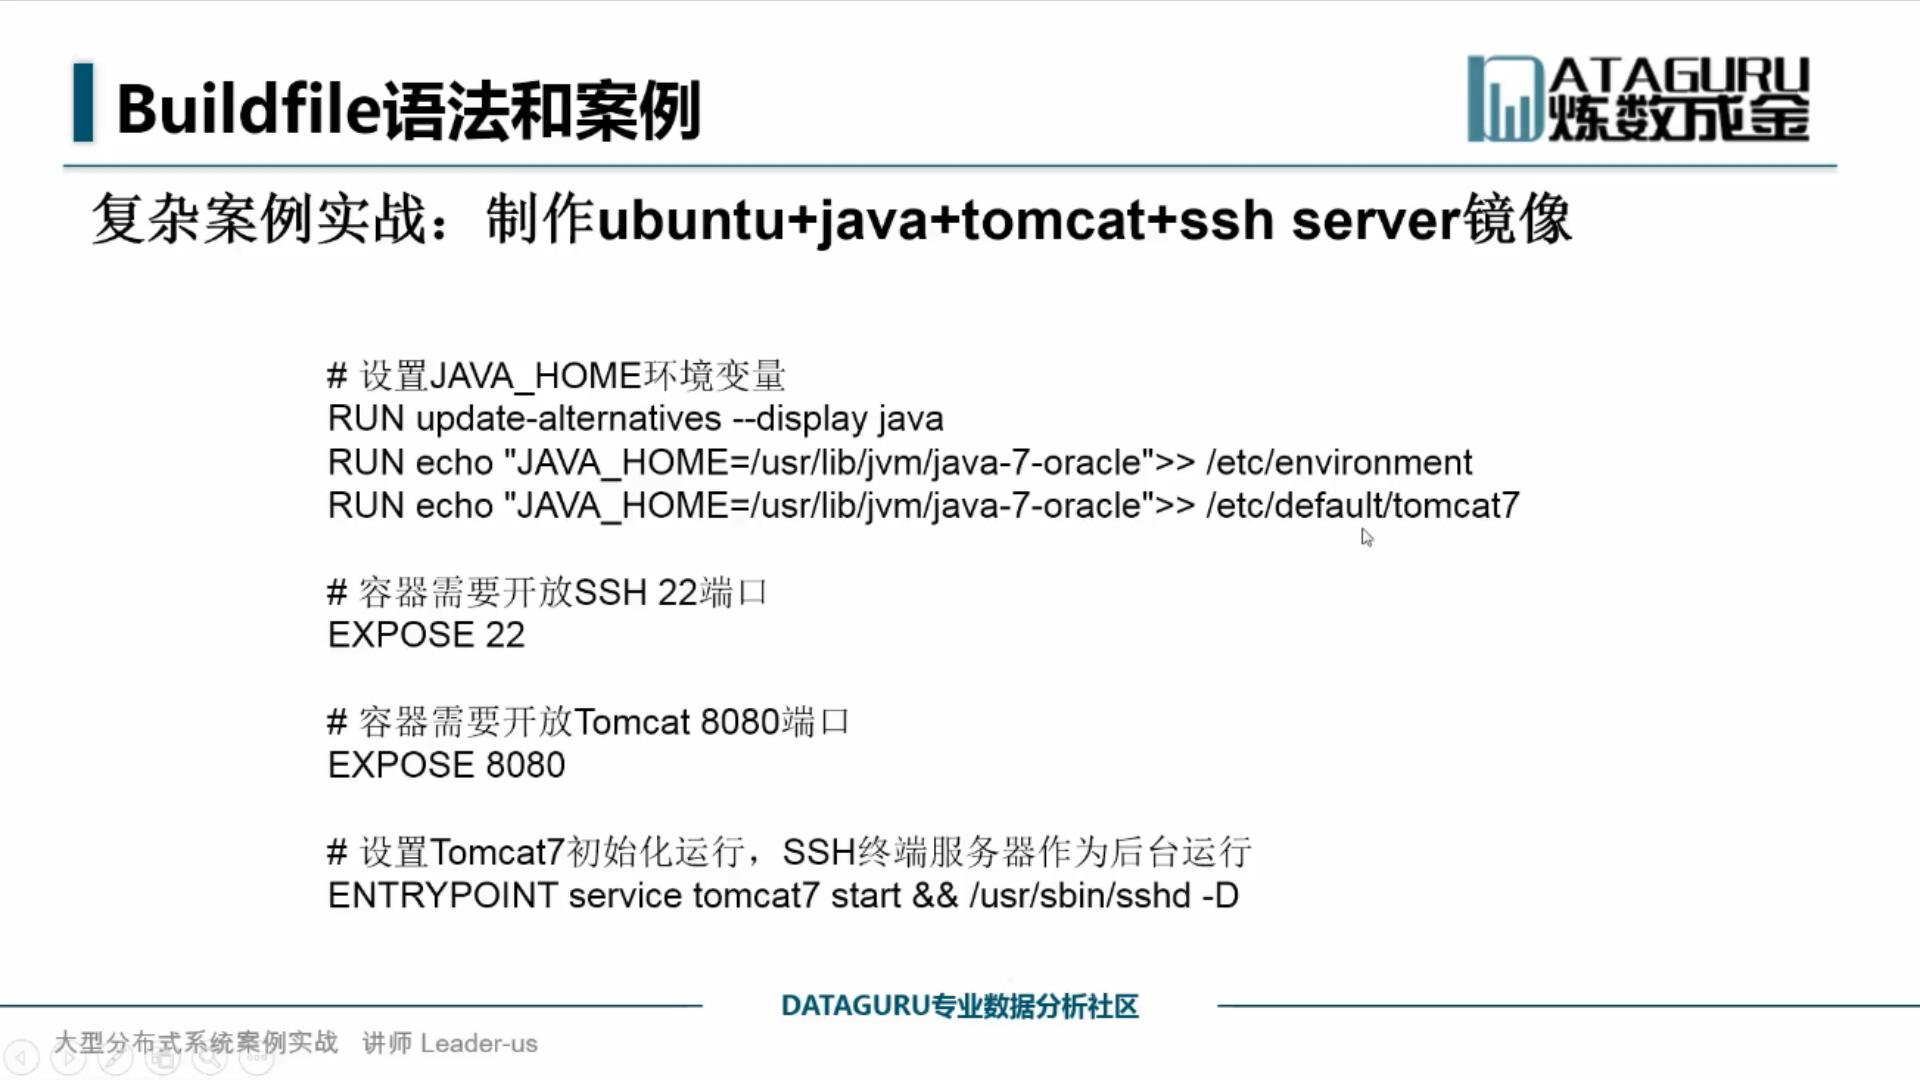 Buildfile语法和案例
DATAGURU
炼数成金
复杂案例实战：制作ubuntu+java+tomcat+ssh server镜像
# 设置JAVA_HOME环境变量
RUN update-alternatives --display java
RUN echo "JAVA_HOME=/usr/lib/jvm/java-7-oracle">> /etc/environment
RUN echo "JAVA_HOME=/usr/lib/jvm/java-7-oracle">> /etc/default/tomcat7
# 容器需要开放SSH 22端口
EXPOSE 22
# 容器需要开放Tomcat 8080端口
EXPOSE 8080
# 设置Tomcat7初始化运行，SSH终端服务器作为后台运行
ENTRYPOINT service tomcat7 start && /usr/sbin/sshd -D
DATAGURU专业数据分析社区
大型分布式系统案例实战 讲师 Leader-us